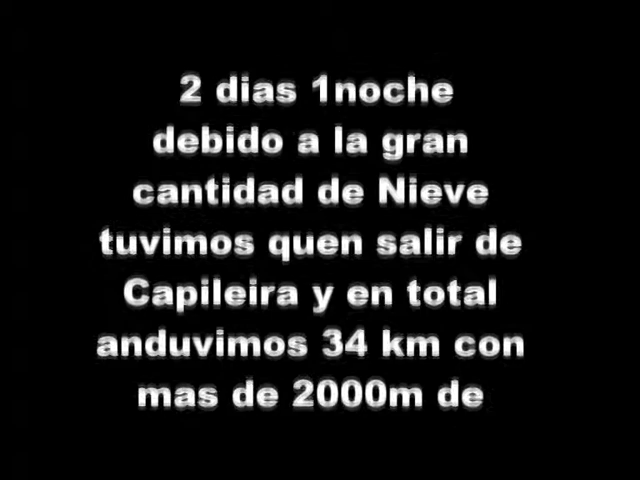 2 dias 1noche
debido a la gran
cantidad de Nieve
tuvimos quen salir de
Capileira y en total
anduvimos 34 km con
mas de 2000m de